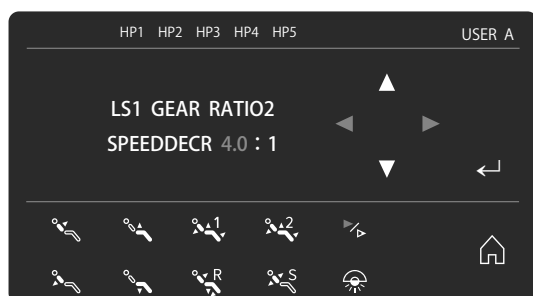 HP1 HP2 HP3 HP4 HP5 USER A
LS1 GEAR RATIO2
SPEEDDECR 4.0 : 1
1 2
R S